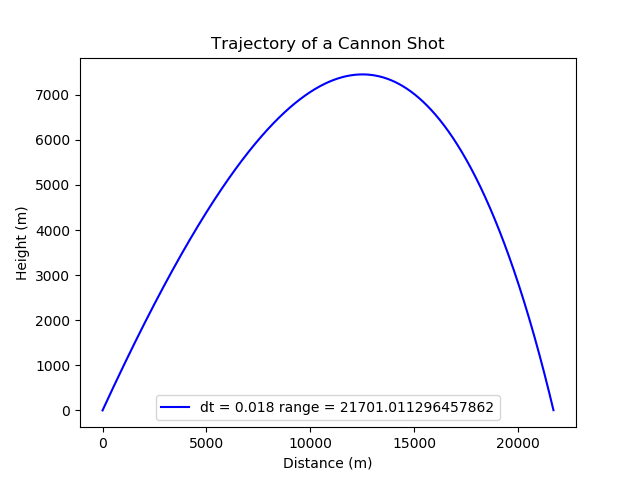 Trajectory of a Cannon Shot
7000
6000
5000
4000
3000
2000
1000
0
Height (m)
dt = 0.018 range = 21701.011296457862
0 5000 10000 15000 20000
Distance (m)